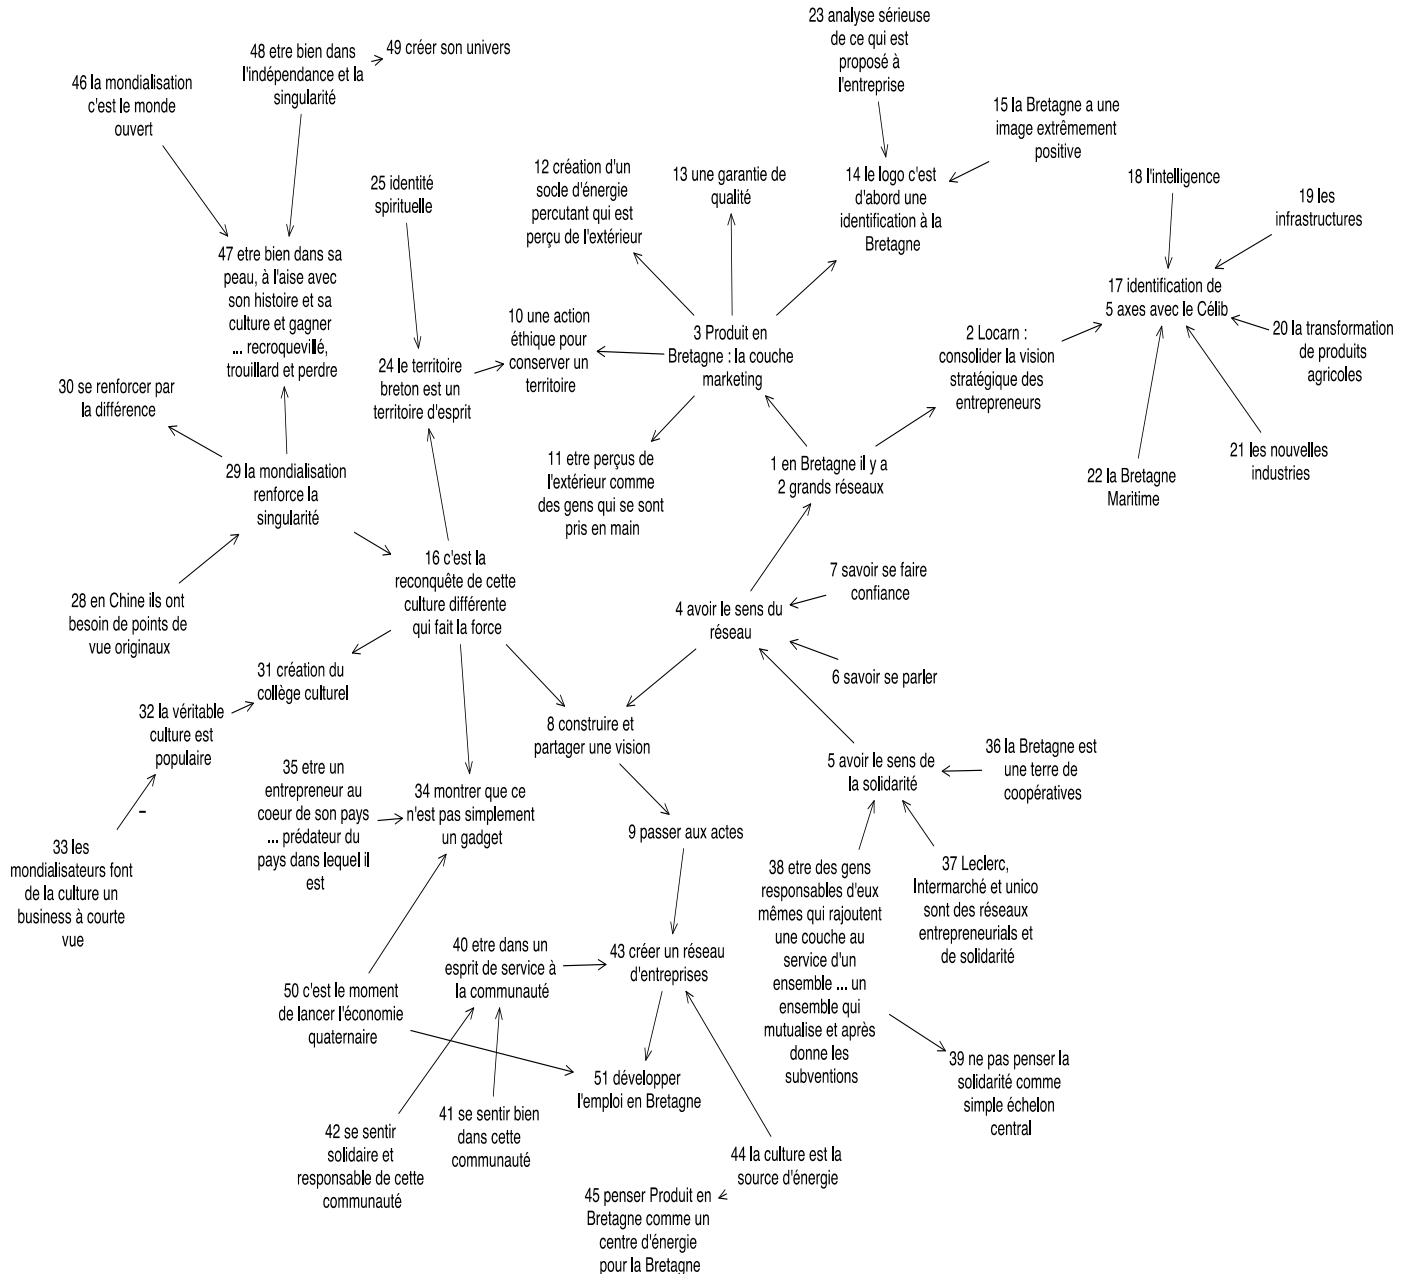 23 analyse sérieuse
de ce qui est
proposé à
l'entreprise
48 etre bien dans
l'indépendance et la
singularité
49 créer son univers
46 la mondialisation
c'est le monde
ouvert
15 la Bretagne a une
image extrêmement
positive
12 création d'un
socle d'énergie
percutant qui est
perçu de l'extérieur
13 une garantie de
qualité
14 le logo c'est
d'abord une
identification à la
Bretagne
18 l'intelligence
25 identité
spirituelle
19 les
infrastructures
47 etre bien dans sa
peau, à l'aise avec
son histoire et sa
culture et gagner
... recroquevillé,
trouillard et perdre
17 identification de
5 axes avec le Célib
10 une action
éthique pour
conserver un
territoire
3 Produit en
Bretagne : la couche
marketing
2 Locarn :
consolider la vision
stratégique des
entrepreneurs
20 la transformation
de produits
agricoles
24 le territoire
breton est un
territoire d'esprit
30 se renforcer par
la différence
11 etre perçus de
l'extérieur comme
des gens qui se sont
pris en main
1 en Bretagne il y a
2 grands réseaux
21 les nouvelles
industries
22 la Bretagne
Maritime
29 la mondialisation
renforce la
singularité
16 c'est la
reconquête de cette
culture différente
qui fait la force
7 savoir se faire
confiance
28 en Chine ils ont
besoin de points de
vue originaux
4 avoir le sens du
réseau
31 création du
collège culturel
6 savoir se parler
32 la véritable
culture est
populaire
8 construire et
partager une vision
36 la Bretagne est
une terre de
coopératives
5 avoir le sens de
la solidarité
35 etre un
entrepreneur au
coeur de son pays
... prédateur du
pays dans lequel il
est
34 montrer que ce
n'est pas simplement
un gadget
-
33 les
mondialisateurs font
de la culture un
business à courte
vue
9 passer aux actes
38 etre des gens
responsables d'eux
mêmes qui rajoutent
une couche au
service d'un
ensemble ... un
ensemble qui
mutualise et après
donne les
subventions
37 Leclerc,
Intermarché et unico
sont des réseaux
entrepreneurials et
de solidarité
40 etre dans un
esprit de service à
la communauté
43 créer un réseau
d'entreprises
50 c'est le moment
de lancer l'économie
quaternaire
39 ne pas penser la
solidarité comme
simple échelon
central
51 développer
l'emploi en Bretagne
41 se sentir bien
dans cette
communauté
42 se sentir
solidaire et
responsable de cette
communauté
44 la culture est la
source d'énergie
45 penser Produit en
Bretagne comme un
centre d'énergie
pour la Bretagne